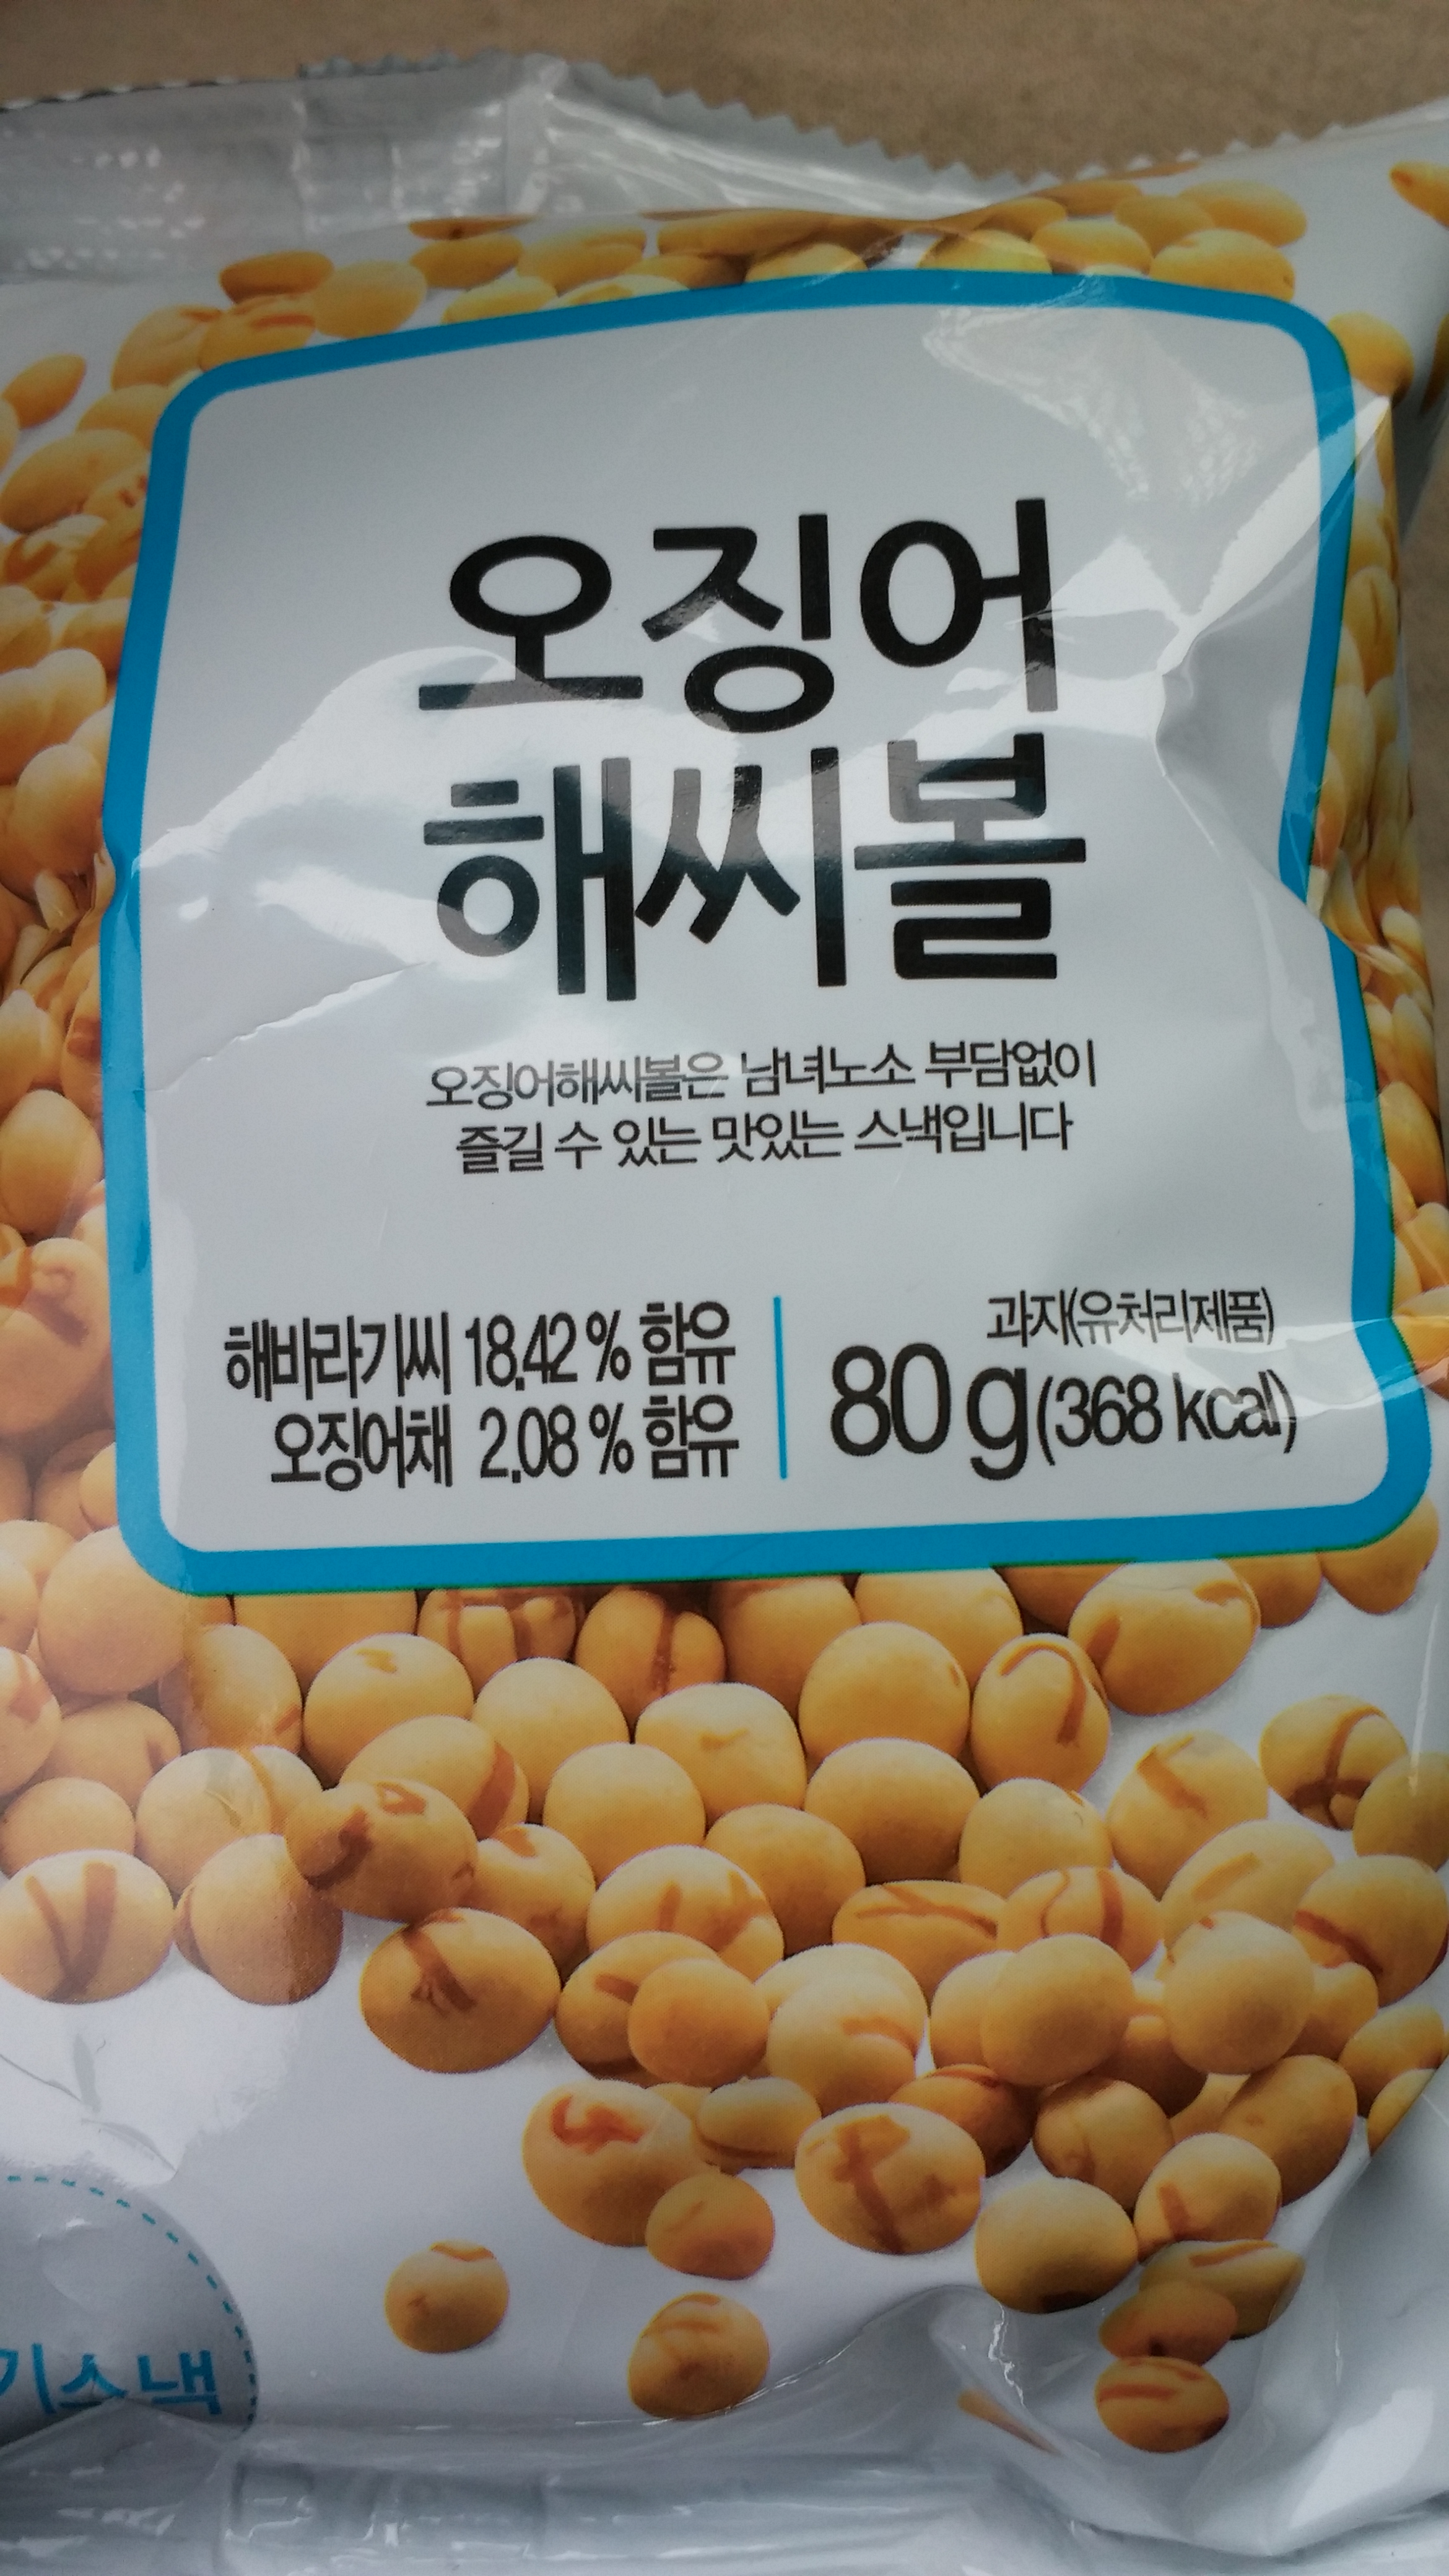 오징어
해씨볼
오징어해씨볼은 남녀노소 부담없이
즐길 수 있는 맛있는 스낵입니다
해바라기씨 18.42 % 함유
오징어채 2.08 % 함유
과자(유처리제품)
80 g (368 kcal)
기스낵